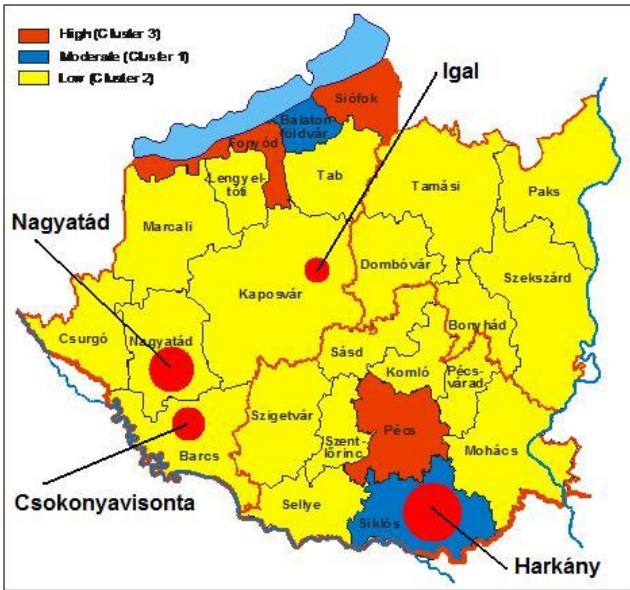 High (Cluster 3)
Moderate (Cluster 1)
Low (Cluster 2)
Igal
Siófok
Balaton-
földvár
Fonyód
Lengyel-
tóti
Tab
Tamási
Paks
Nagyatád
Marcali
Dombóvár
Szekszárd
Kaposvár
Csurgó
Nagyatád
Bonyhád
Sásd
Komló
Pécs-
várad
Szigetvár
Pécs
Szent-
lőrinc
Mohács
Barcs
Csokonyavisonta
Sellye
Siklós
Harkány